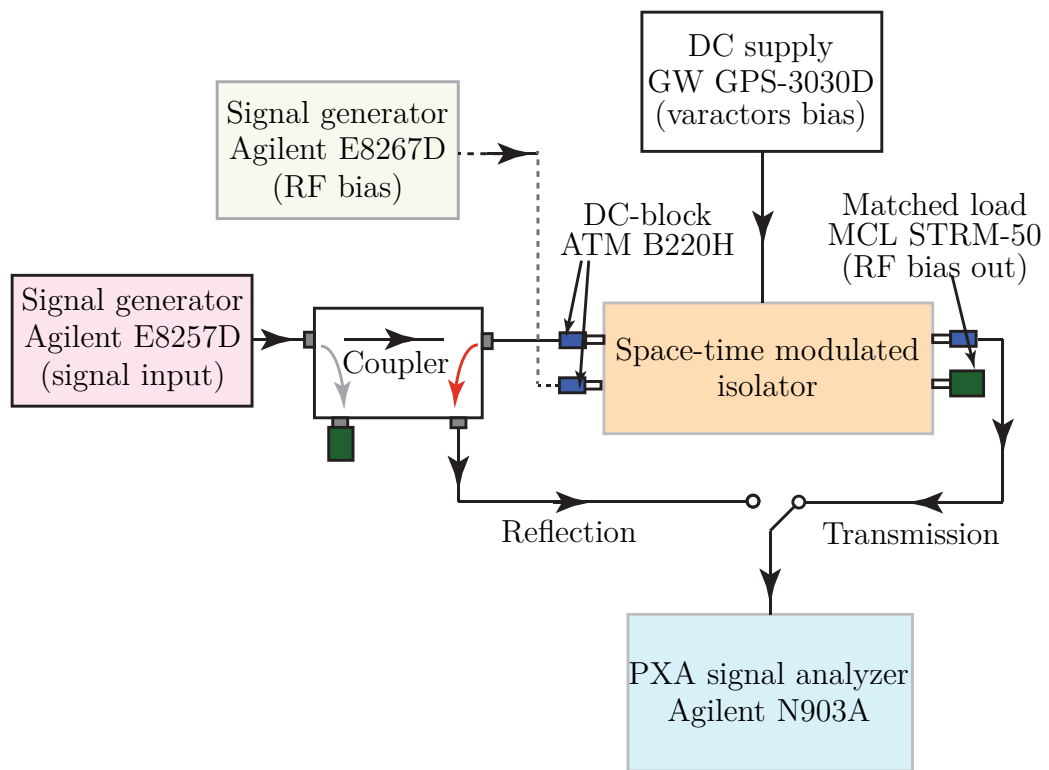 DC supply
GW GPS-3030D
(varactors bias)
Signal generator
Agilent E8267D
(RF bias)
DC-block
ATM B220H
Matched load
MCL STRM-50
(RF bias out)
Signal generator
Agilent E8257D
(signal input)
Coupler
Space-time modulated
isolator
Reflection
Transmission
PXA signal analyzer
Agilent N903A